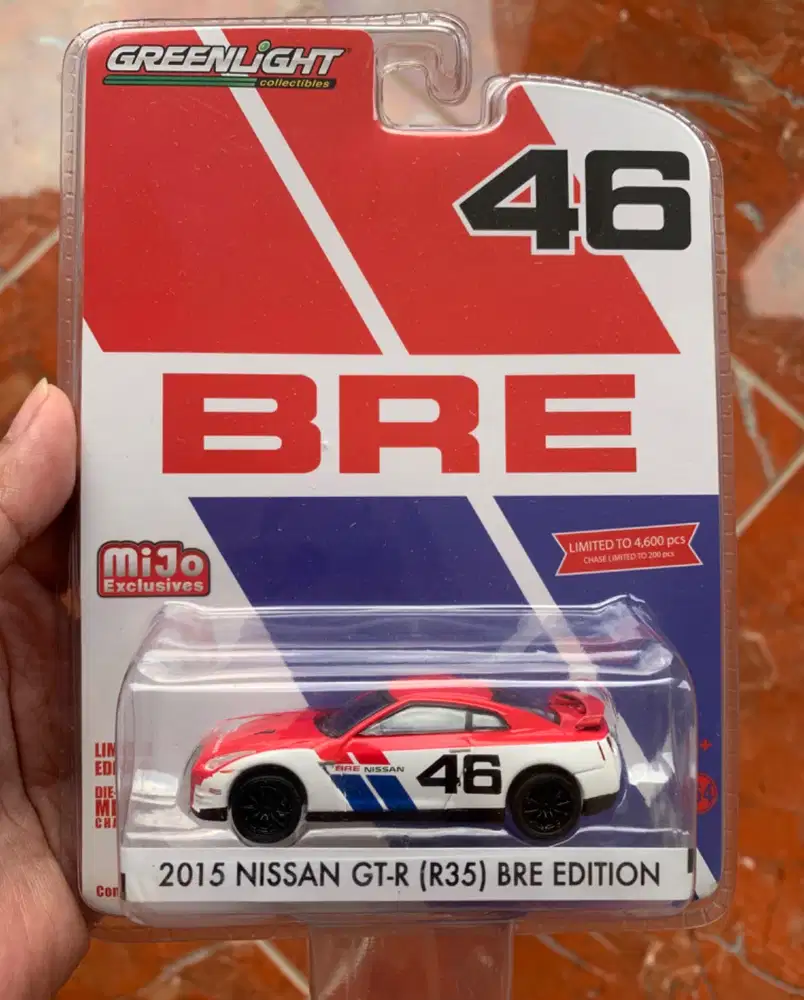 GREENLiGHT
collectibles
46
BRE
MiJo
Exclusives
LIMITED TO 4,600 pcs
CHASE LIMITED TO 200 pcs
BRE NISSAN
46
2015 NISSAN GT-R (R35) BRE EDITION